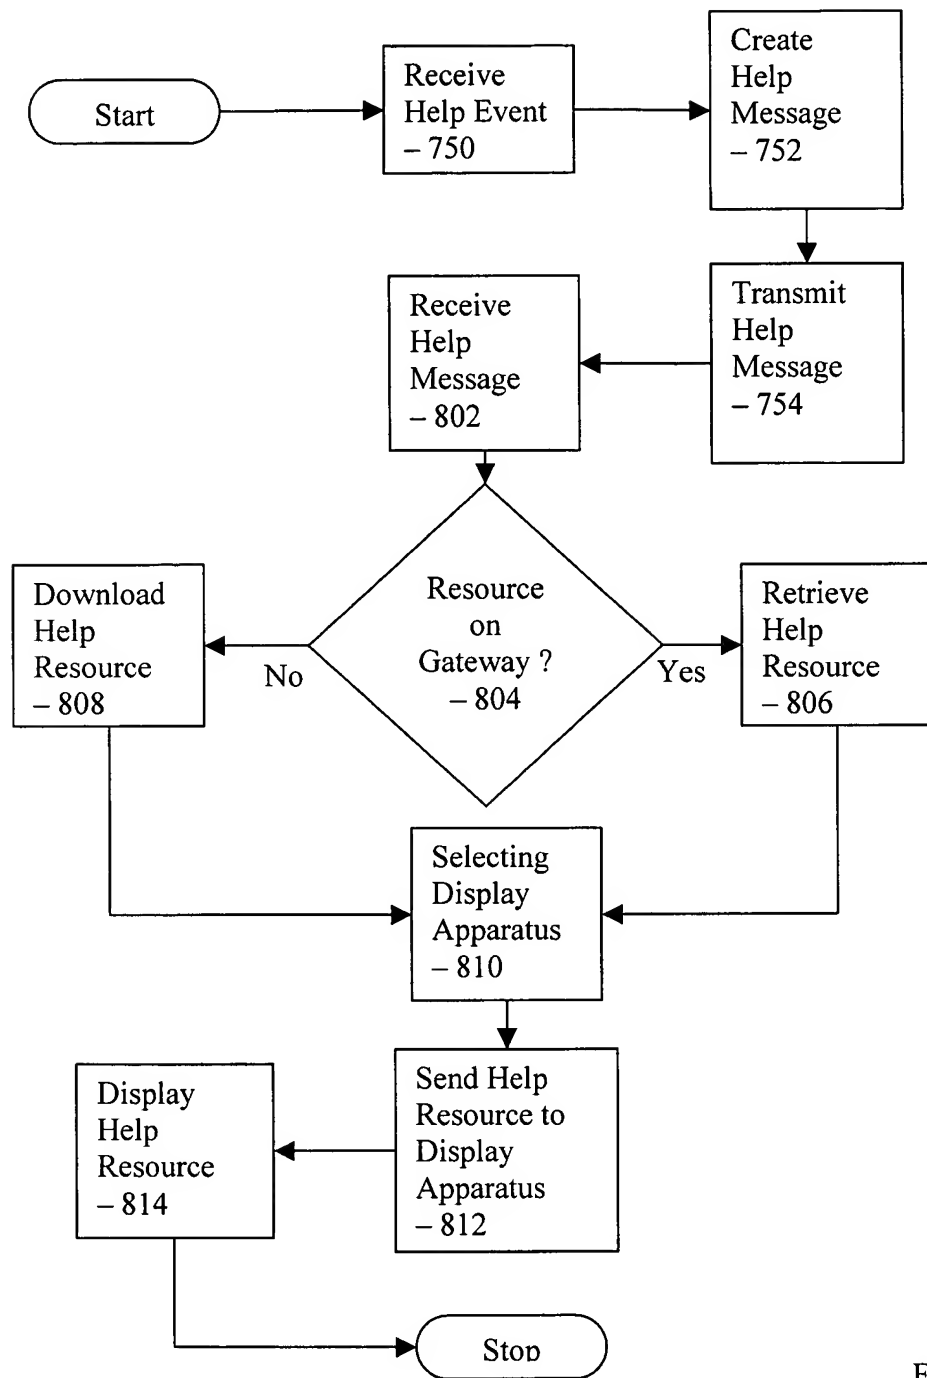 Start
Receive
Help Event
– 750
Create
Help
Message
– 752
Transmit
Help
Message
– 754
Receive
Help
Message
– 802
Resource
on
Gateway ?
– 804
No
Yes
Download
Help
Resource
– 808
Retrieve
Help
Resource
– 806
Selecting
Display
Apparatus
– 810
Send Help
Resource to
Display
Apparatus
– 812
Display
Help
Resource
– 814
Stop